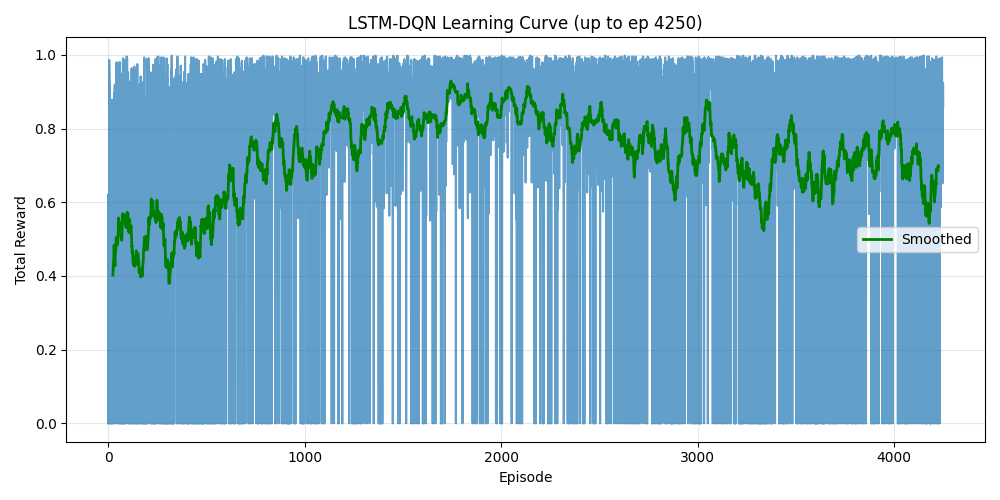 LSTM-DQN Learning Curve (up to ep 4250)
1.0
0.8
0.6
0.4
0.2
0.0
Total Reward
Smoothed
0 1000 2000 3000 4000
Episode